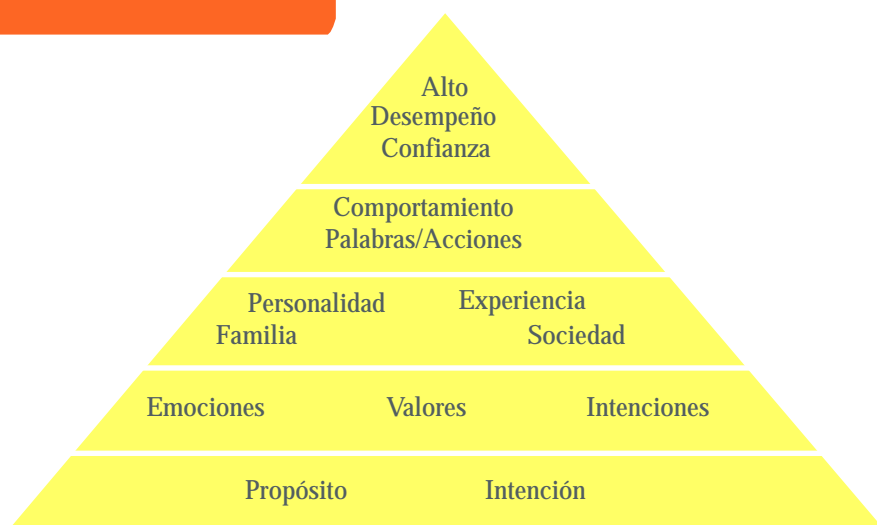 Alto
Desempeño
Confianza
Comportamiento
Palabras/Acciones
Personalidad Experiencia
Familia Sociedad
Emociones Valores Intenciones
Propósito Intención